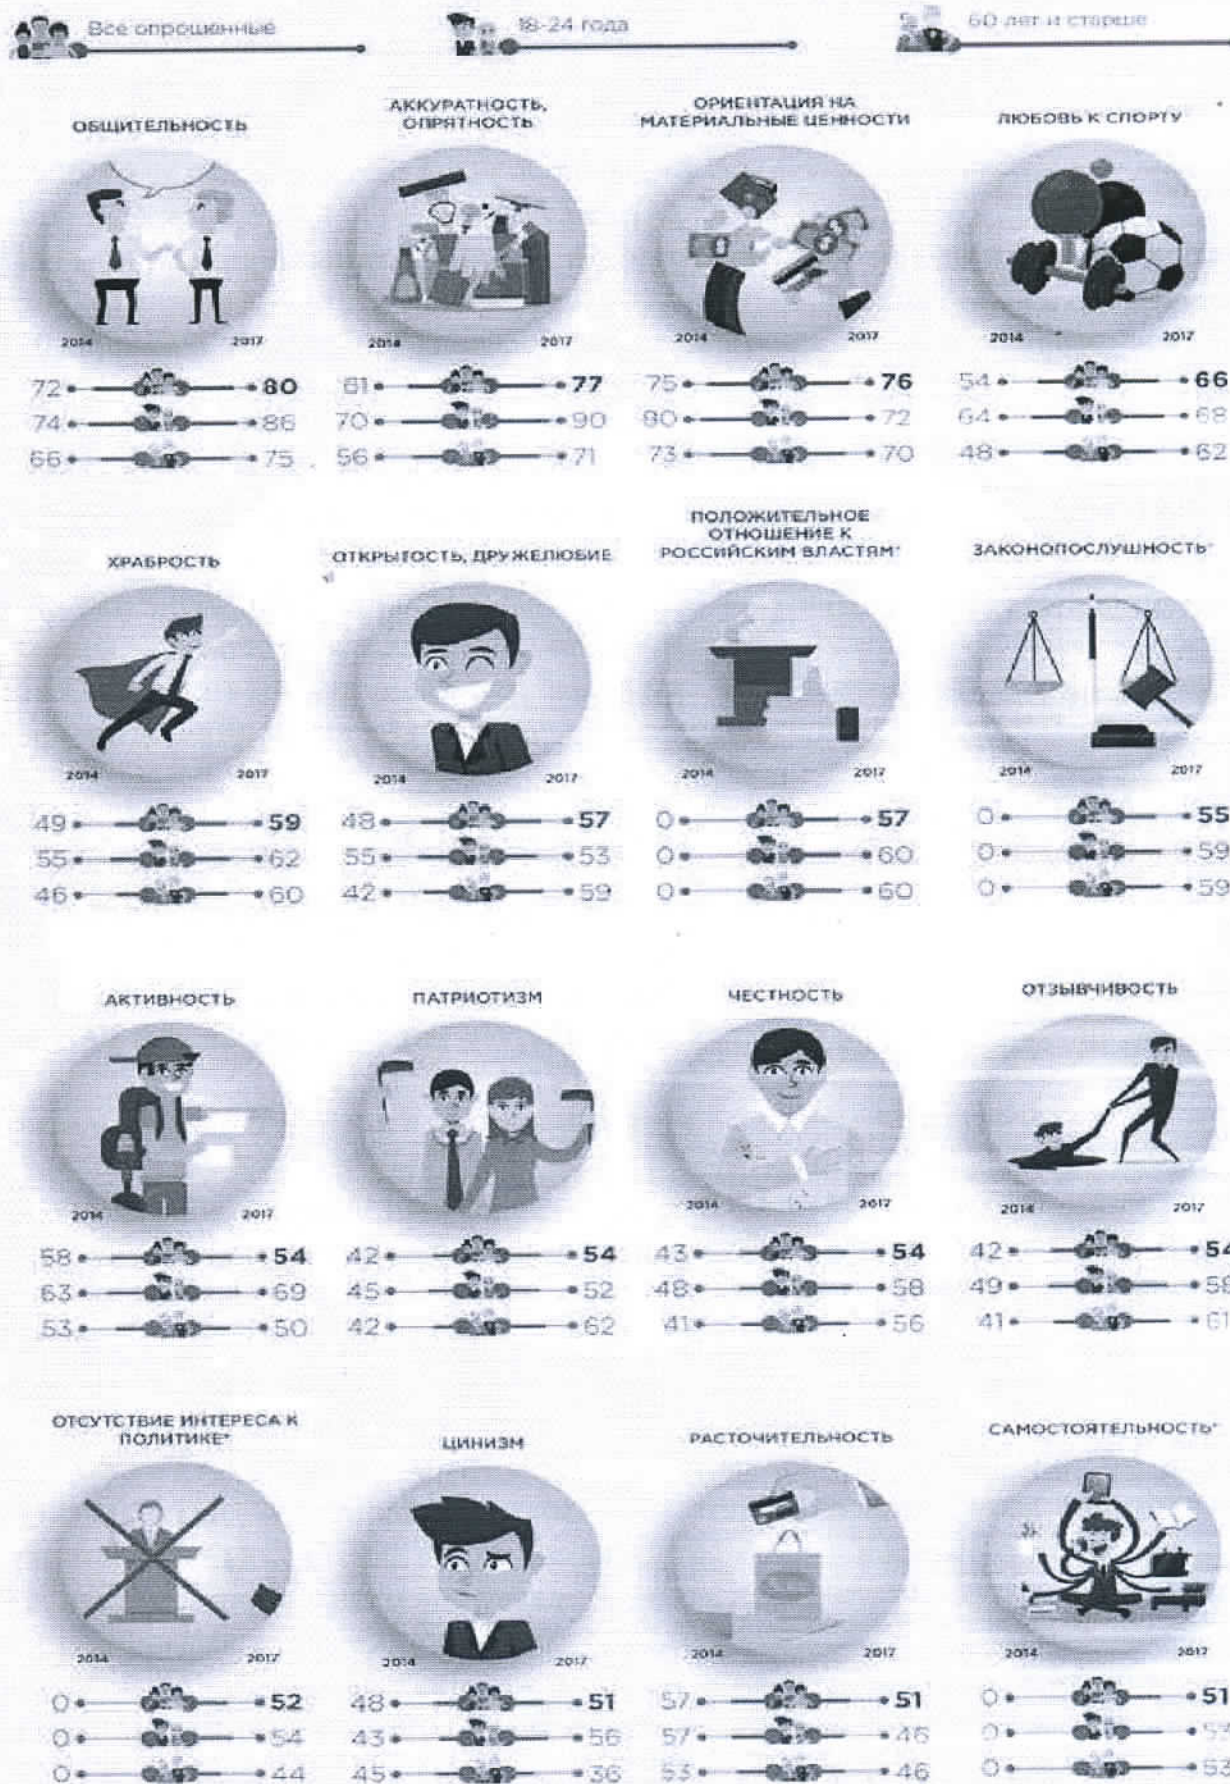 Все опрошенные
18-24 года
60 лет и старше
ОБЩИТЕЛЬНОСТЬ
2014 2017
72 80
74 86
66 75
АККУРАТНОСТЬ,
ОПРЯТНОСТЬ
2014 2017
61 77
70 90
56 71
ОРИЕНТАЦИЯ НА
МАТЕРИАЛЬНЫЕ ЦЕННОСТИ
2014 2017
75 76
80 72
73 70
ЛЮБОВЬ К СПОРТУ
2014 2017
54 66
64 68
48 62
ХРАБРОСТЬ
2014 2017
49 59
55 62
46 60
ОТКРЫТОСТЬ, ДРУЖЕЛЮБИЕ
2014 2017
48 57
55 53
42 59
ПОЛОЖИТЕЛЬНОЕ
ОТНОШЕНИЕ К
РОССИЙСКИМ ВЛАСТЯМ*
2014 2017
0 57
0 60
0 60
ЗАКОНОПОСЛУШНОСТЬ*
2014 2017
0 55
0 59
0 59
АКТИВНОСТЬ
2014 2017
58 54
63 69
53 50
ПАТРИОТИЗМ
42 54
45 52
42 62
ЧЕСТНОСТЬ
2014 2017
43 54
48 58
41 56
ОТЗЫВЧИВОСТЬ
2014 2017
42 54
49 58
41 61
ОТСУТСТВИЕ ИНТЕРЕСА К
ПОЛИТИКЕ*
2014 2017
0 52
0 54
0 44
ЦИНИЗМ
2014 2017
48 51
43 56
45 36
РАСТОЧИТЕЛЬНОСТЬ
2014 2017
57 51
57 46
53 46
САМОСТОЯТЕЛЬНОСТЬ*
2014 2017
0 51
0 53
0 53